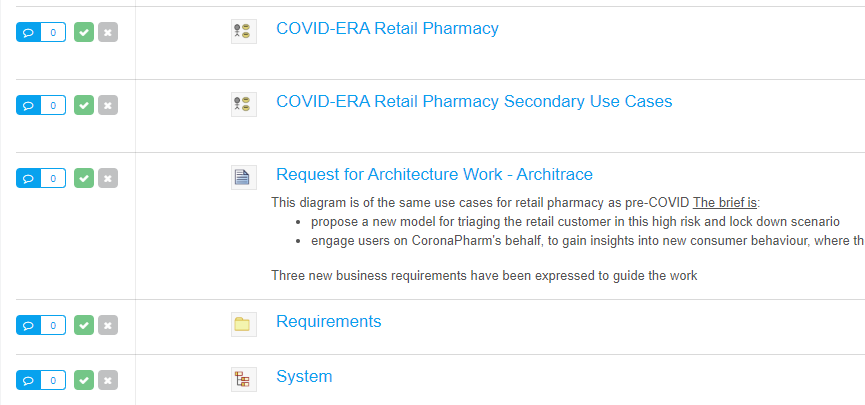 0
COVID-ERA Retail Pharmacy
0
COVID-ERA Retail Pharmacy Secondary Use Cases
0
Request for Architecture Work - Architrace
This diagram is of the same use cases for retail pharmacy as pre-COVID The brief is:
• propose a new model for triaging the retail customer in this high risk and lock down scenario
• engage users on CoronaPharm's behalf, to gain insights into new consumer behaviour, where th
Three new business requirements have been expressed to guide the work
0
Requirements
0
System